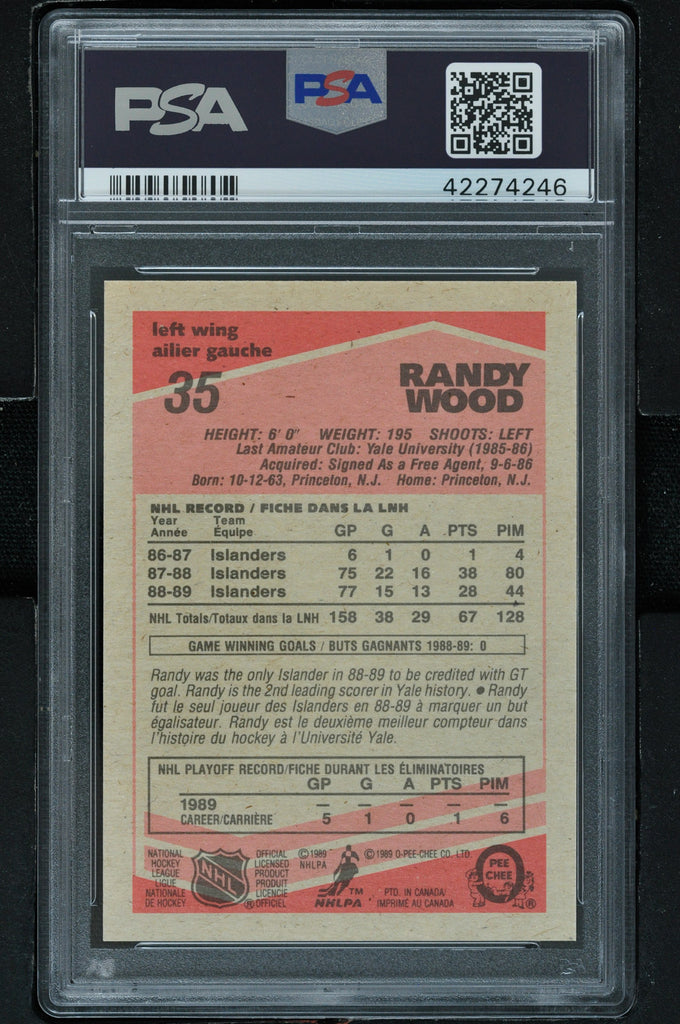 PSA
PSA
42274246
left wing
ailier gauche
35
RANDY
WOOD
HEIGHT: 6' 0" WEIGHT: 195 SHOOTS: LEFT
Last Amateur Club: Yale University (1985-86)
Acquired: Signed As a Free Agent, 9-6-86
Born: 10-12-63, Princeton, N.J. Home: Princeton, N.J.
NHL RECORD / FICHE DANS LA LNH
Year Team
Année Équipe GP G A PTS PIM
86-87 Islanders 6 1 0 1 4
87-88 Islanders 75 22 16 38 80
88-89 Islanders 77 15 13 28 44
NHL Totals/Totaux dans la LNH 158 38 29 67 128
GAME WINNING GOALS / BUTS GAGNANTS 1988-89: 0
Randy was the only Islander in 88-89 to be credited with GT
goal. Randy is the 2nd leading scorer in Yale history. ● Randy
fut le seul joueur des Islanders en 88-89 à marquer un but
égalisateur. Randy est le deuxième meilleur compteur dans
l'histoire du hockey à l'Université Yale.
NHL PLAYOFF RECORD/FICHE DURANT LES ÉLIMINATOIRES
GP G A PTS PIM
1989 — — — — —
CAREER/CARRIÈRE 5 1 0 1 6
NATIONAL
HOCKEY
LEAGUE
LIGUE
NATIONALE
DE HOCKEY
NHL
®
OFFICIAL
LICENSED
PRODUCT
PRODUIT
LICENCIE
OFFICIEL
© 1989
NHLPA
TM
NHLPA
© 1989 O-PEE-CHEE CO. LTD.
PTD. IN CANADA/
IMPRIMÉ AU CANADA
PEE
CHEE
®